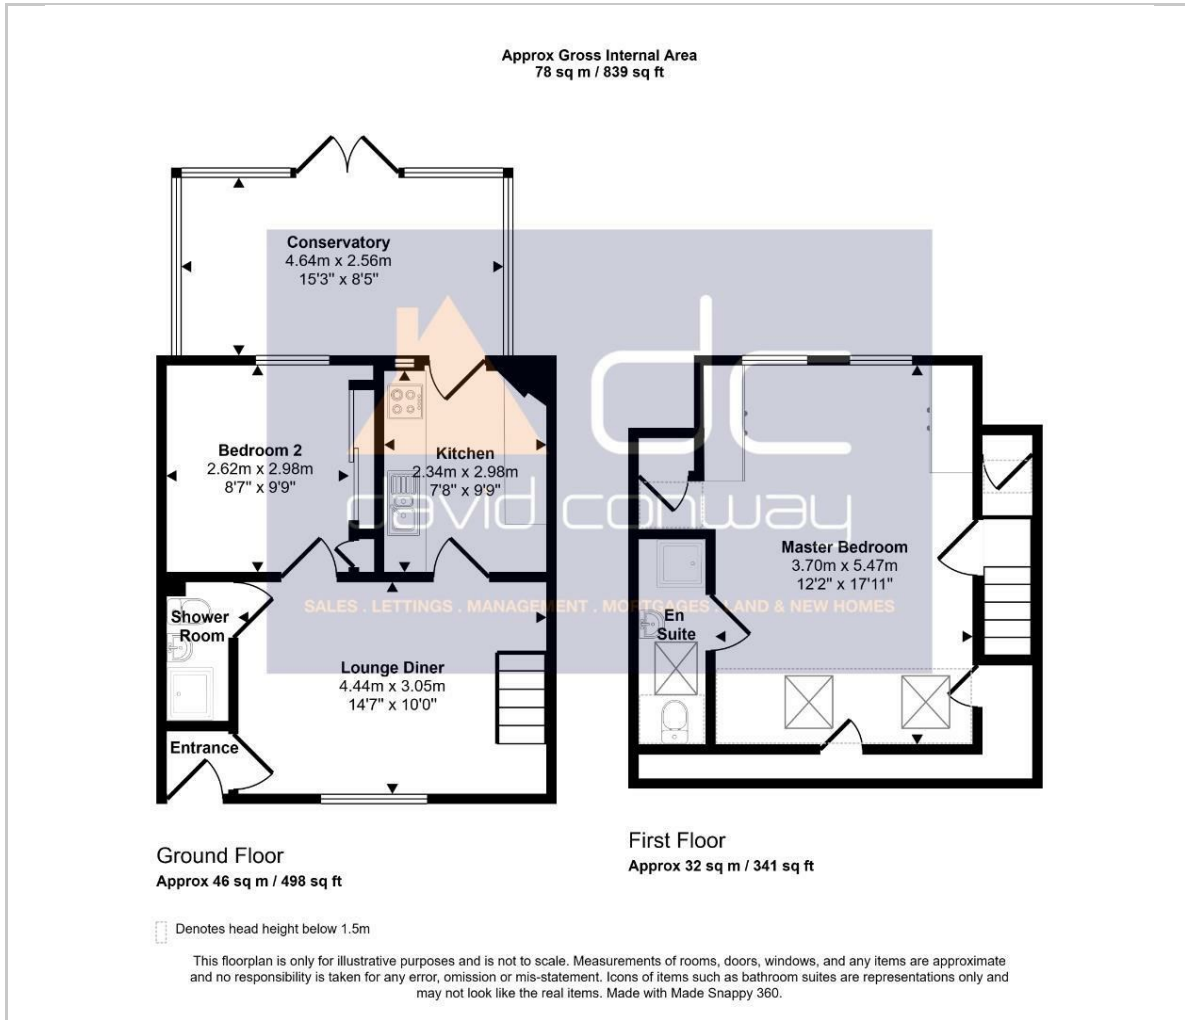 Approx Gross Internal Area
78 sq m / 839 sq ft
Conservatory
4.64m x 2.56m
15'3" x 8'5"
Bedroom 2
2.62m x 2.98m
8'7" x 9'9"
Kitchen
2.34m x 2.98m
7'8" x 9'9"
dc
david conway
SALES . LETTINGS . MANAGEMENT . MORTGAGES . LAND & NEW HOMES
Shower
Room
Lounge Diner
4.44m x 3.05m
14'7" x 10'0"
Entrance
Master Bedroom
3.70m x 5.47m
12'2" x 17'11"
En
Suite
Ground Floor
Approx 46 sq m / 498 sq ft
First Floor
Approx 32 sq m / 341 sq ft
Denotes head height below 1.5m
This floorplan is only for illustrative purposes and is not to scale. Measurements of rooms, doors, windows, and any items are approximate
and no responsibility is taken for any error, omission or mis-statement. Icons of items such as bathroom suites are representations only and
may not look like the real items. Made with Made Snappy 360.